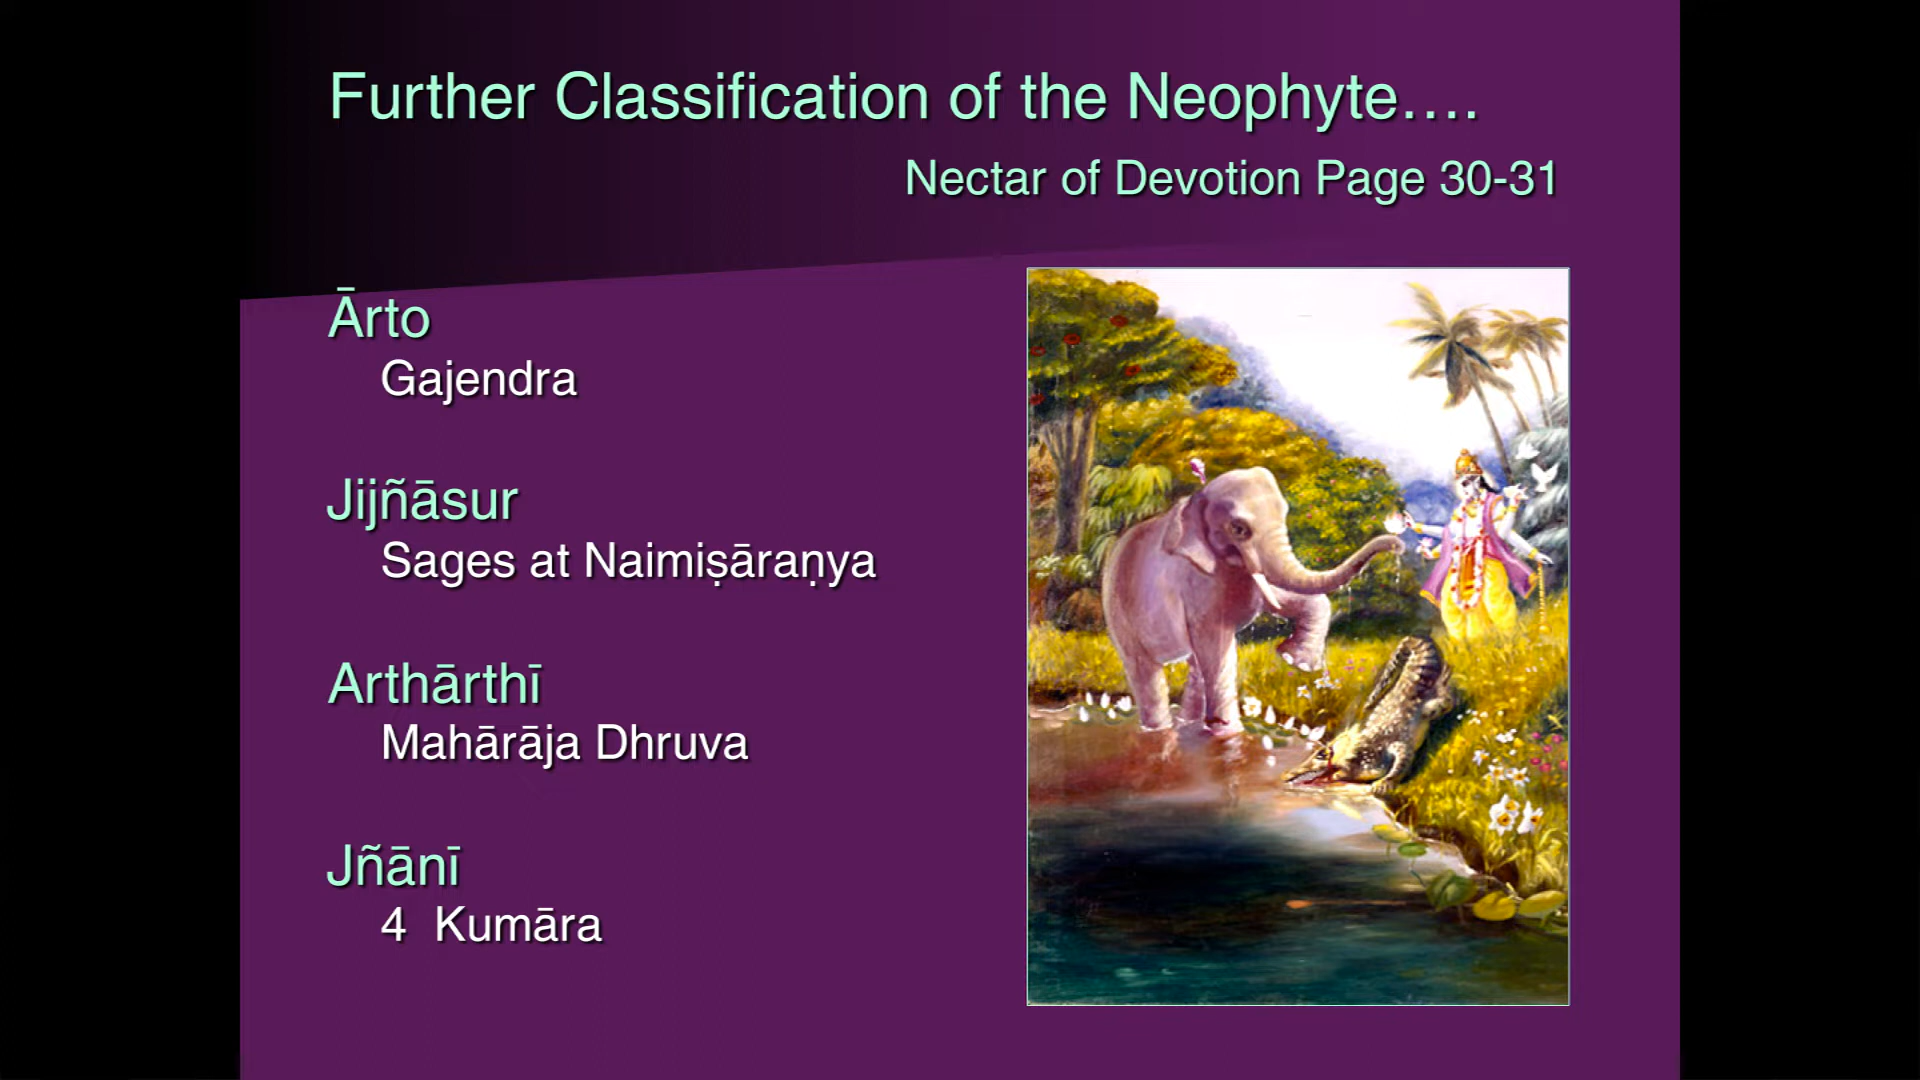 Further Classification of the Neophyte….
Nectar of Devotion Page 30-31
Ārto
Gajendra
Jijñāsur
Sages at Naimiṣāraṇya
Arthārthī
Mahārāja Dhruva
Jñānī
4 Kumāra